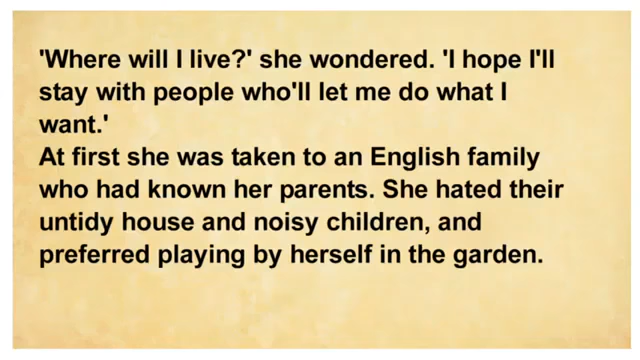 'Where will I live?' she wondered. 'I hope I'll
stay with people who'll let me do what I
want.'
At first she was taken to an English family
who had known her parents. She hated their
untidy house and noisy children, and
preferred playing by herself in the garden.